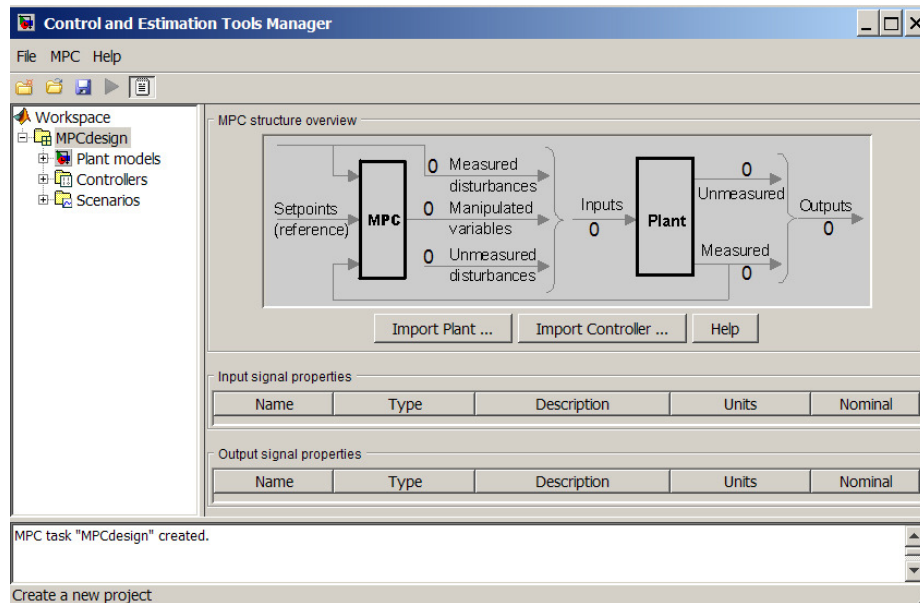 Control and Estimation Tools Manager
File MPC Help
Workspace
MPCdesign
Plant models
Controllers
Scenarios
MPC structure overview
Setpoints
(reference)
MPC
0 Measured
disturbances
0 Manipulated
variables
0 Unmeasured
disturbances
Inputs
0
Plant
0
Unmeasured
Measured
0
Outputs
0
Import Plant ... Import Controller ... Help
Input signal properties
Name Type Description Units Nominal
Output signal properties
Name Type Description Units Nominal
MPC task "MPCdesign" created.
Create a new project